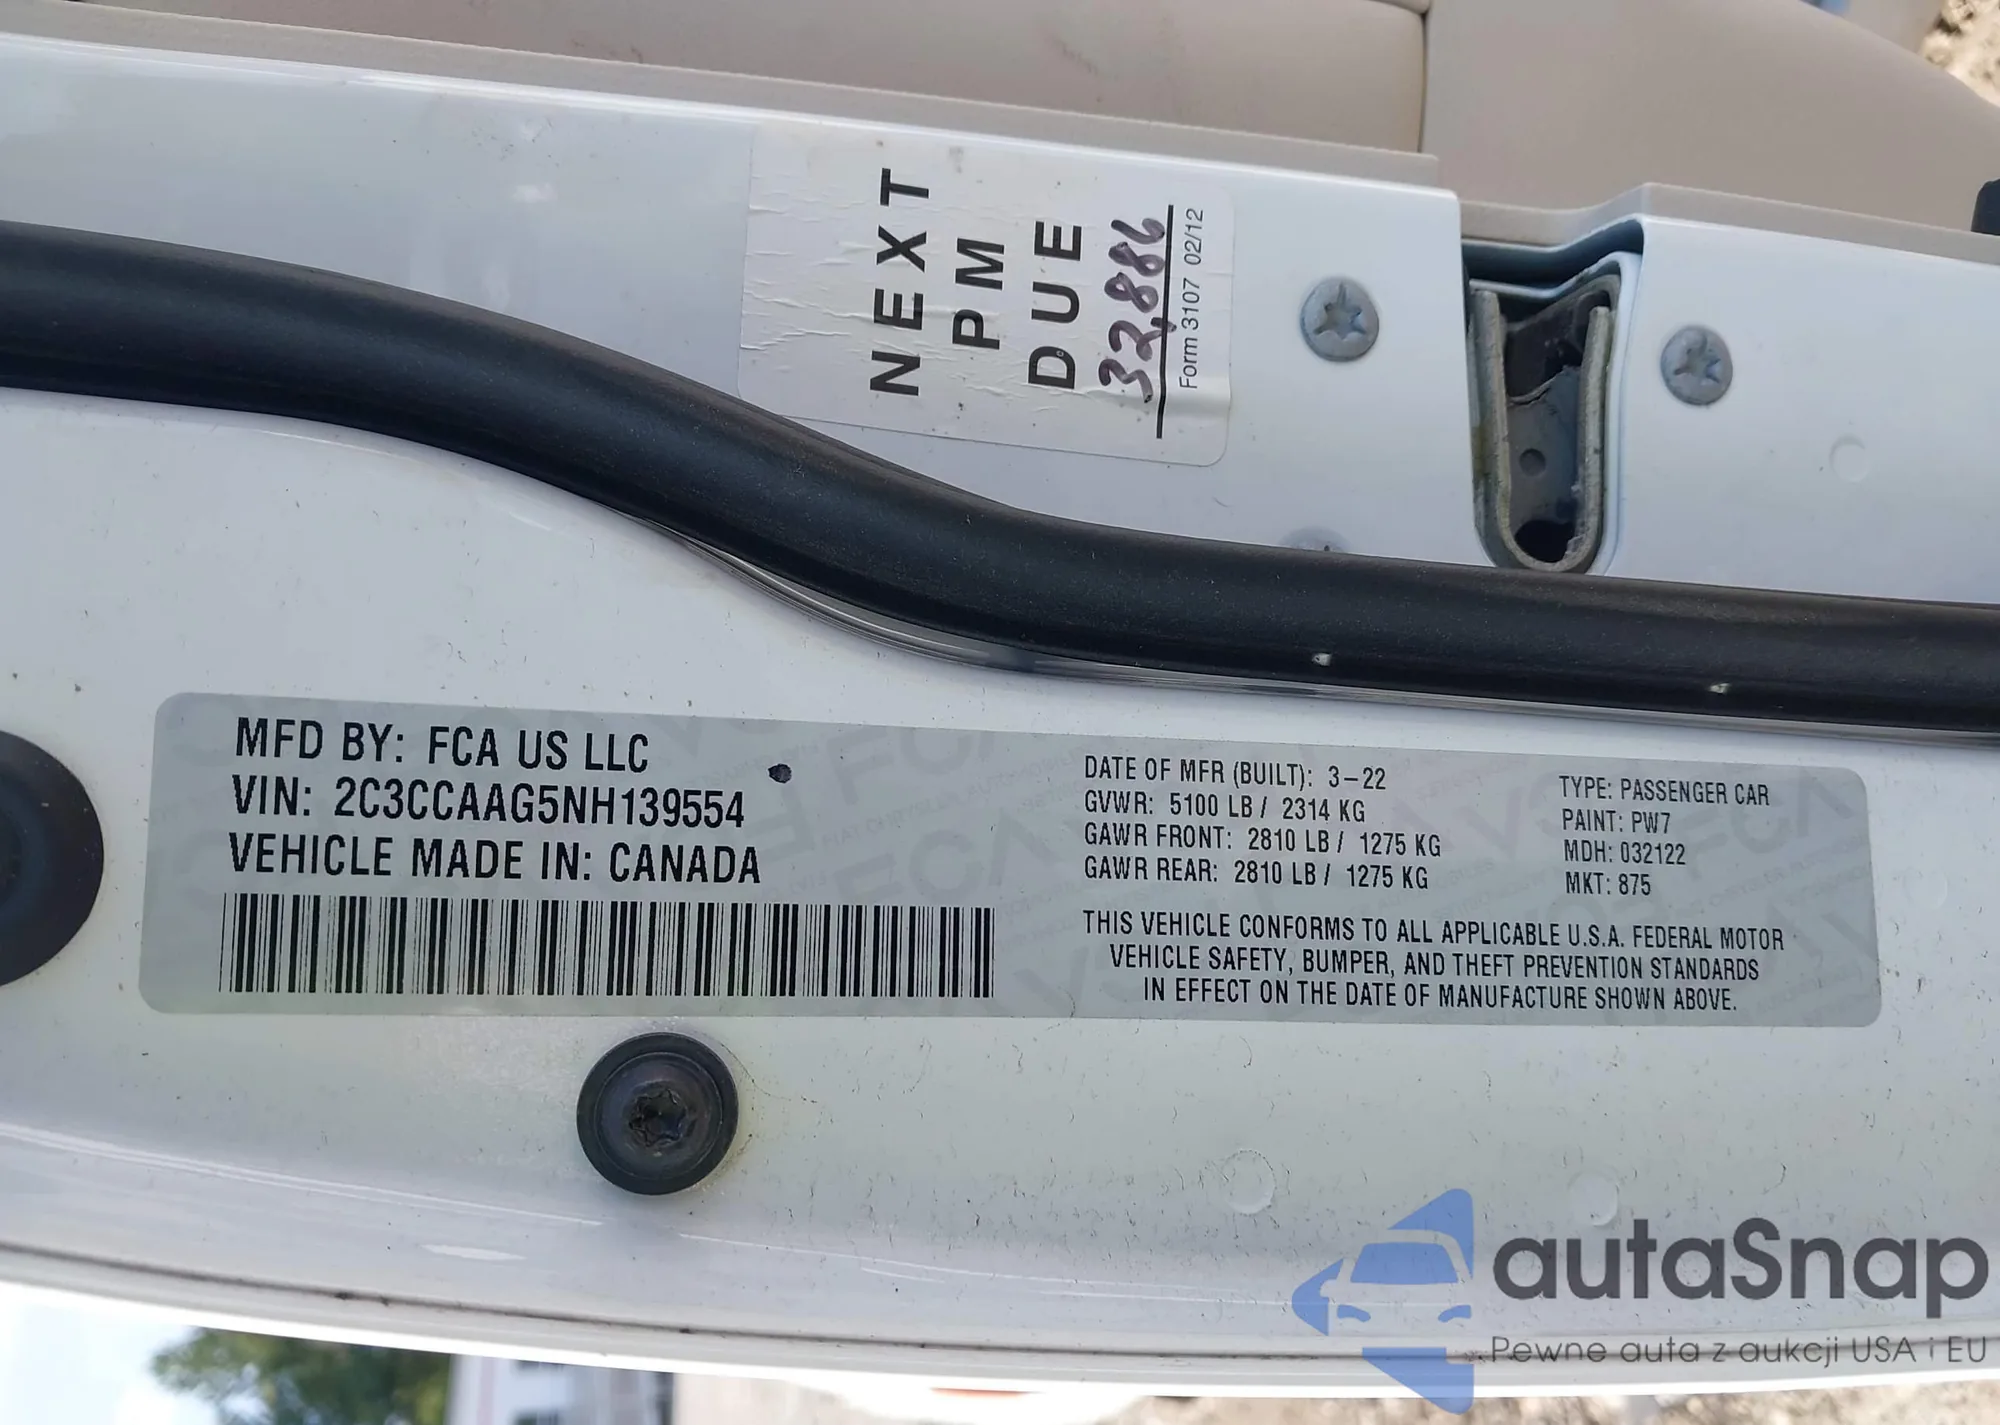 NEXT
PM
DUE
32,886
Form 3107 02/12
MFD BY: FCA US LLC
VIN: 2C3CCAAG5NH139554
VEHICLE MADE IN: CANADA
DATE OF MFR (BUILT): 3-22
GVWR: 5100 LB / 2314 KG
GAWR FRONT: 2810 LB / 1275 KG
GAWR REAR: 2810 LB / 1275 KG
TYPE: PASSENGER CAR
PAINT: PW7
MDH: 032122
MKT: 875
THIS VEHICLE CONFORMS TO ALL APPLICABLE U.S.A. FEDERAL MOTOR
VEHICLE SAFETY, BUMPER, AND THEFT PREVENTION STANDARDS
IN EFFECT ON THE DATE OF MANUFACTURE SHOWN ABOVE.
autaSnap
Pewne auta z aukcji USA i EU